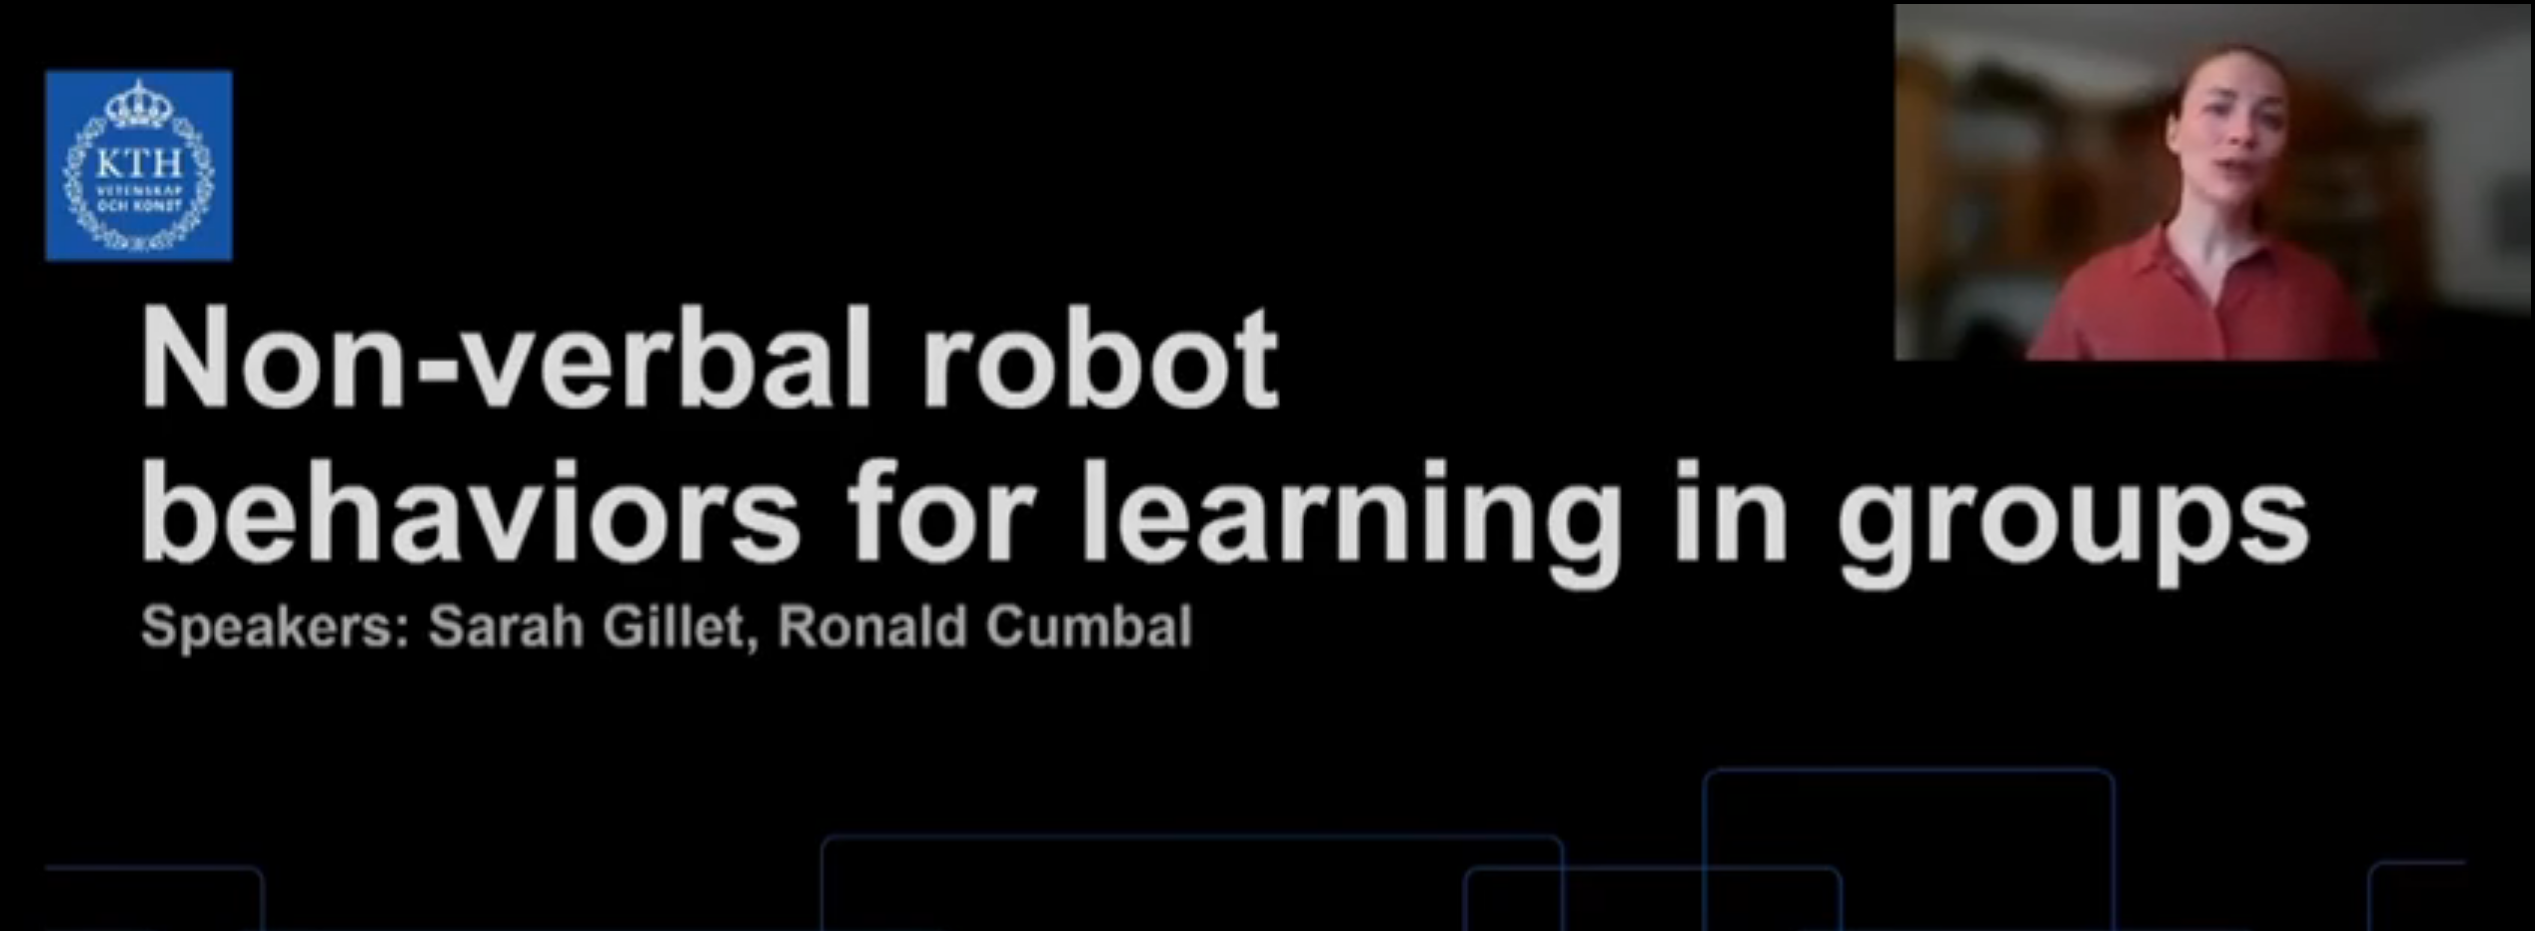 KTH
VETENSKAP
OCH KONST
Non-verbal robot
behaviors for learning in groups
Speakers: Sarah Gillet, Ronald Cumbal